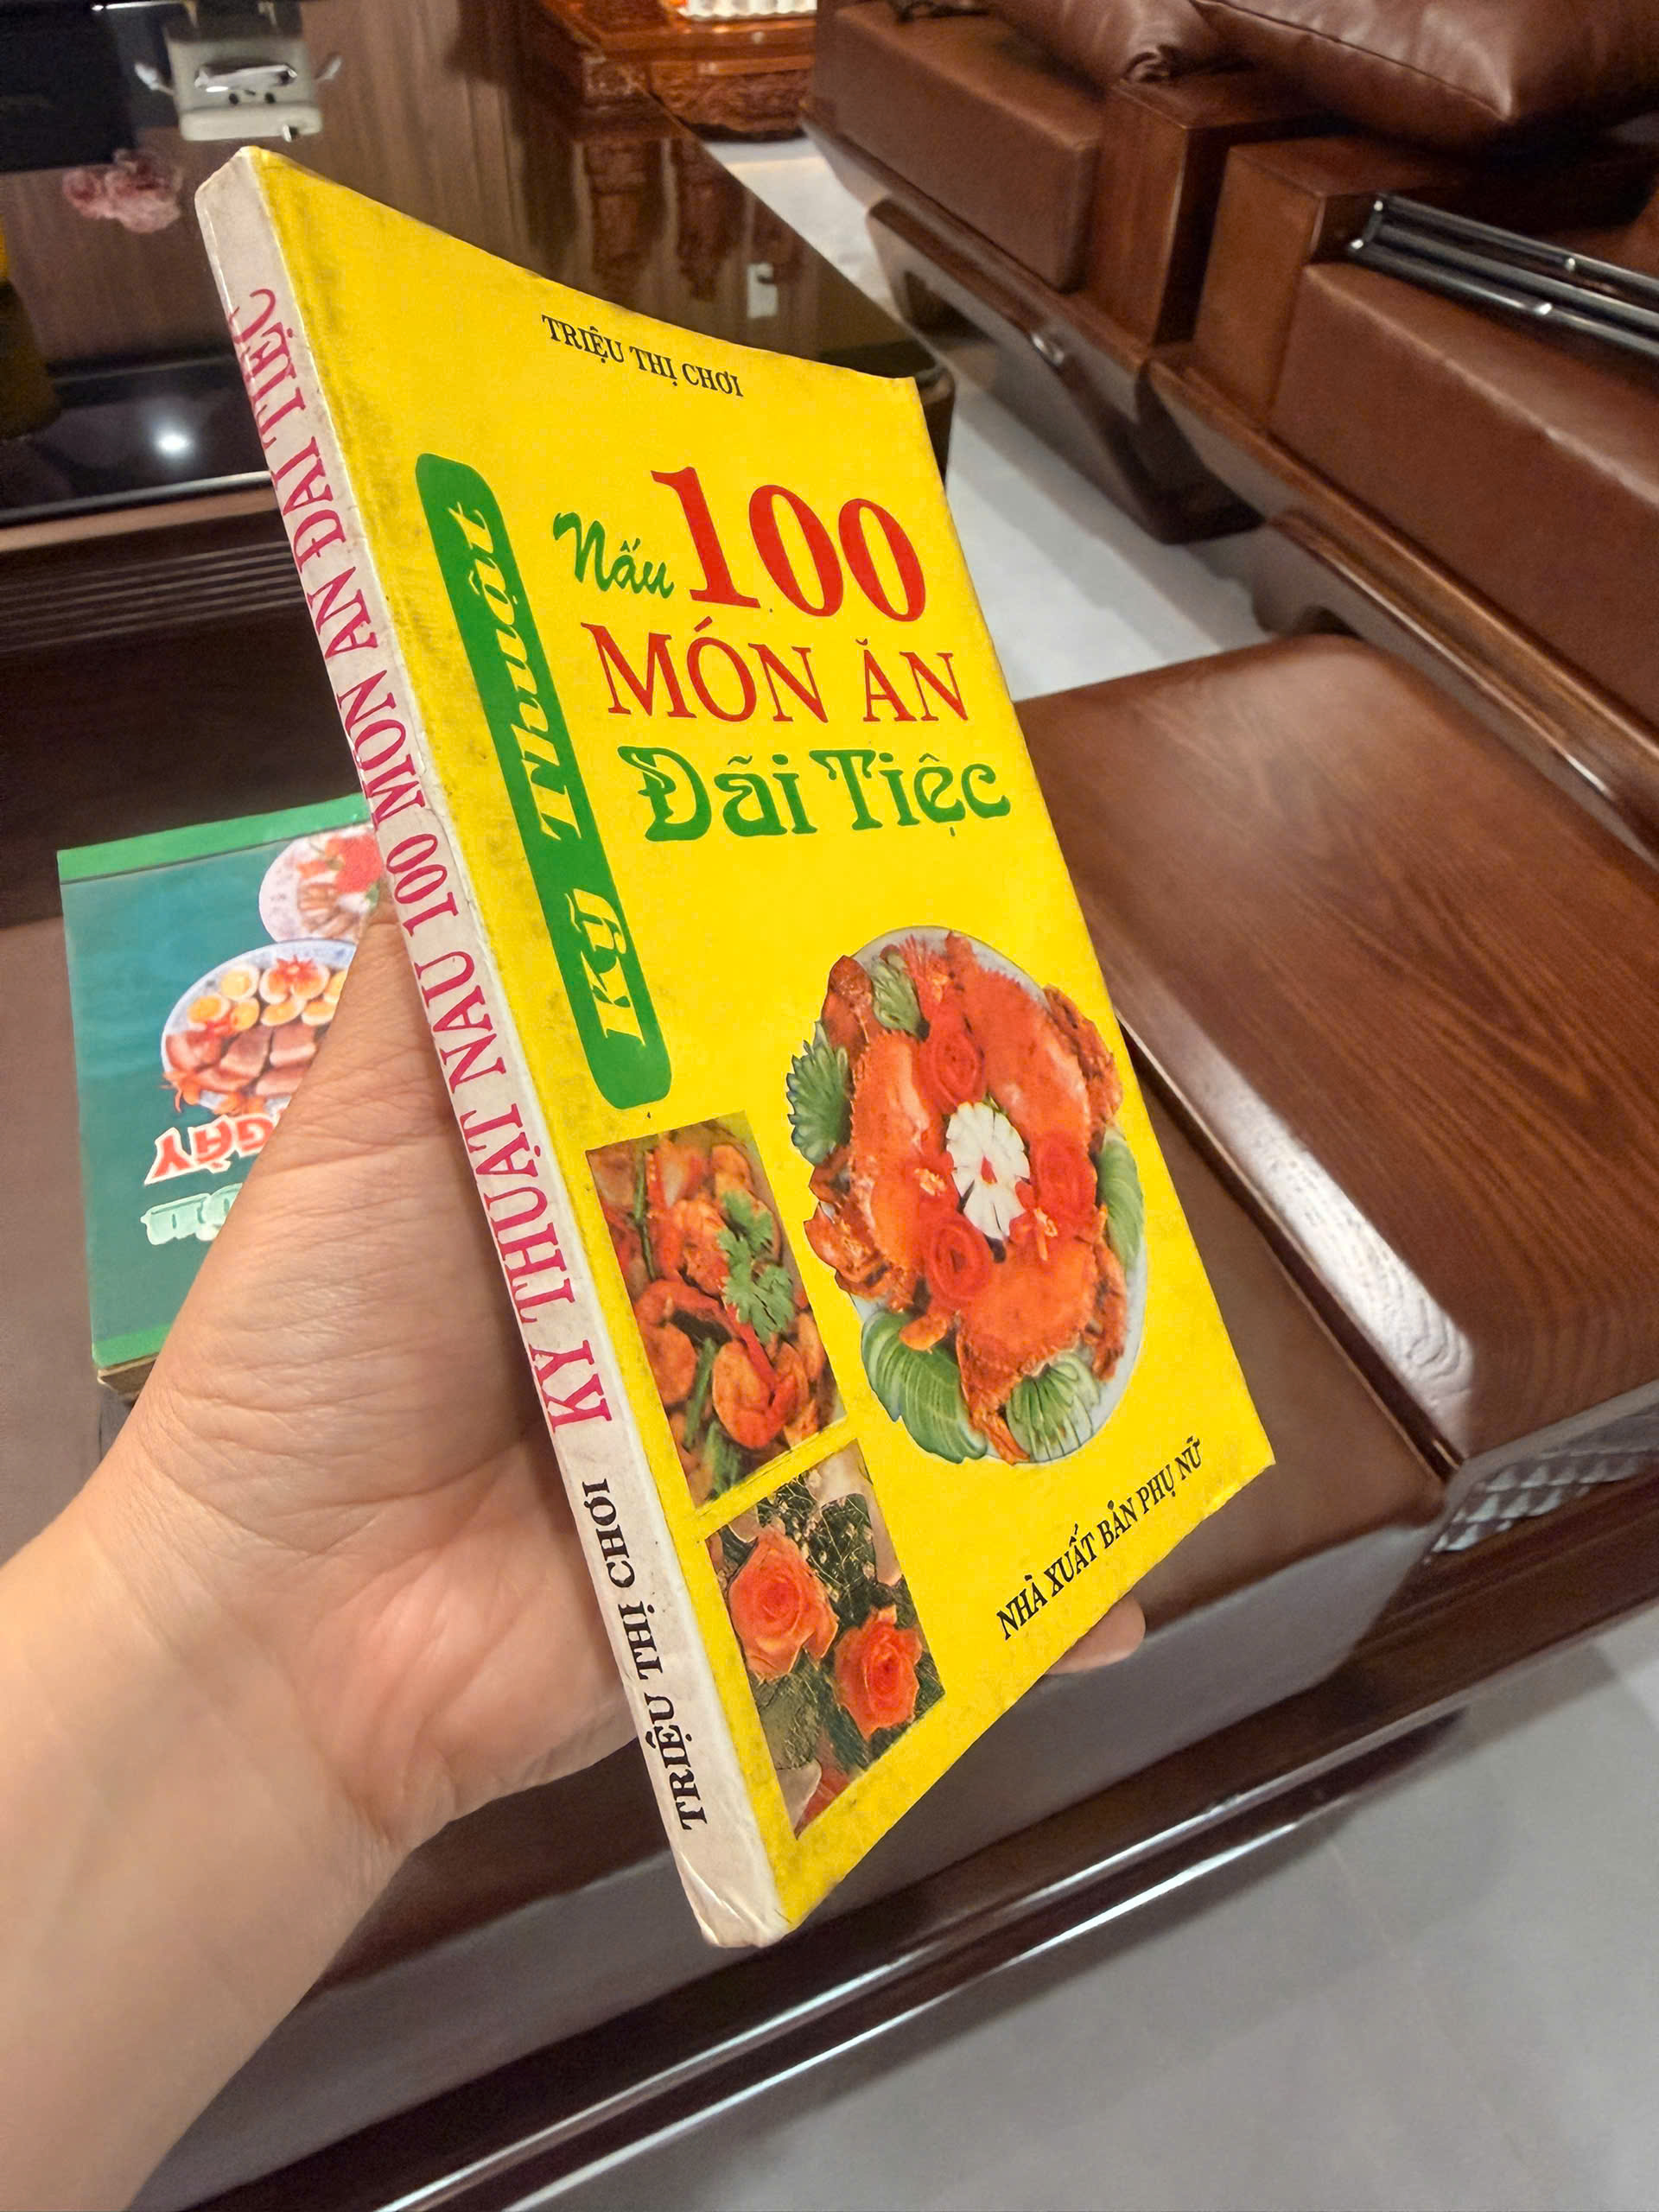 TRIỆU THỊ CHƠI
Kỹ Thuật
Nấu 100
MÓN ĂN
Đãi Tiệc
NHÀ XUẤT BẢN PHỤ NỮ
TRIỆU THỊ CHƠI KỸ THUẬT NẤU 100 MÓN ĂN ĐÃI TIỆC